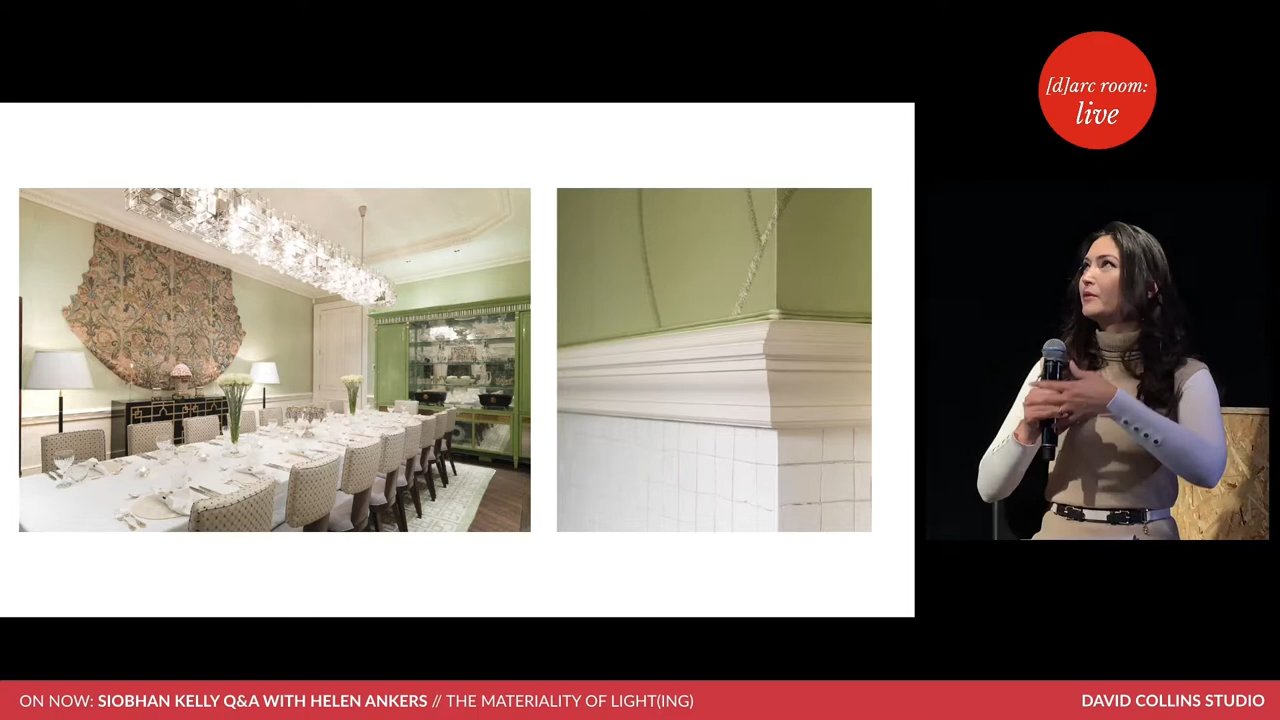 [d]arc room:
live
ON NOW: SIOBHAN KELLY Q&A WITH HELEN ANKERS // THE MATERIALITY OF LIGHT(ING)
DAVID COLLINS STUDIO